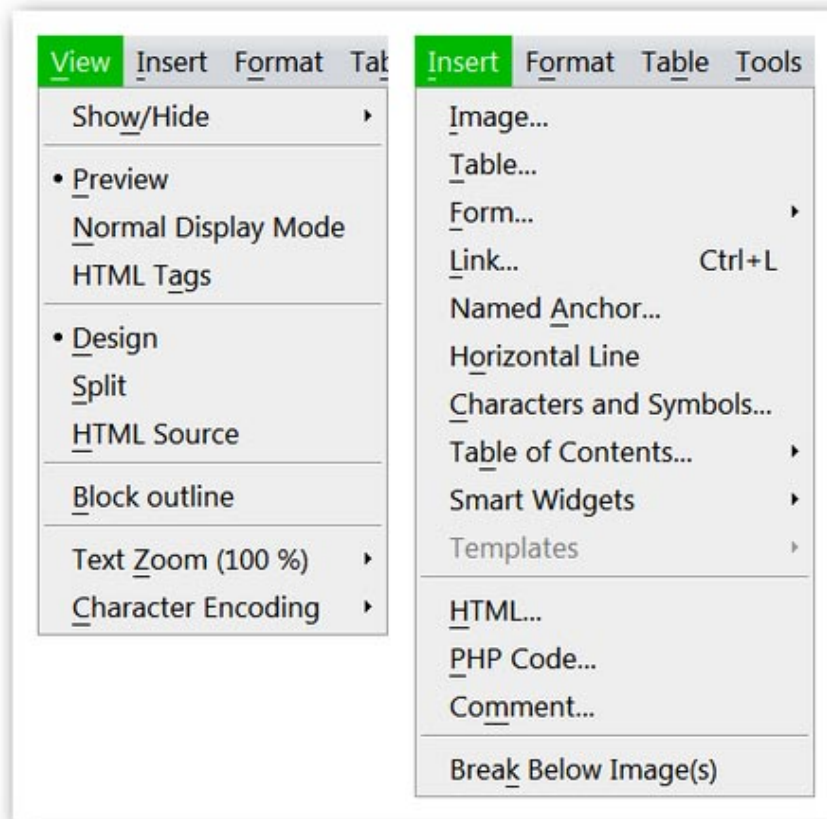 View Insert Format Tab
Show/Hide
• Preview
Normal Display Mode
HTML Tags
• Design
Split
HTML Source
Block outline
Text Zoom (100 %)
Character Encoding
Insert Format Table Tools
Image...
Table...
Form...
Link... Ctrl+L
Named Anchor...
Horizontal Line
Characters and Symbols...
Table of Contents...
Smart Widgets
Templates
HTML...
PHP Code...
Comment...
Break Below Image(s)